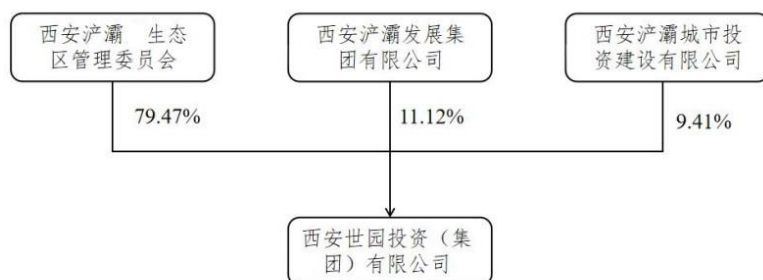 西安浐灞 生态
区管理委员会
西安浐灞发展集
团有限公司
西安浐灞城市投
资建设有限公司
79.47%
11.12%
9.41%
西安世园投资（集
团）有限公司